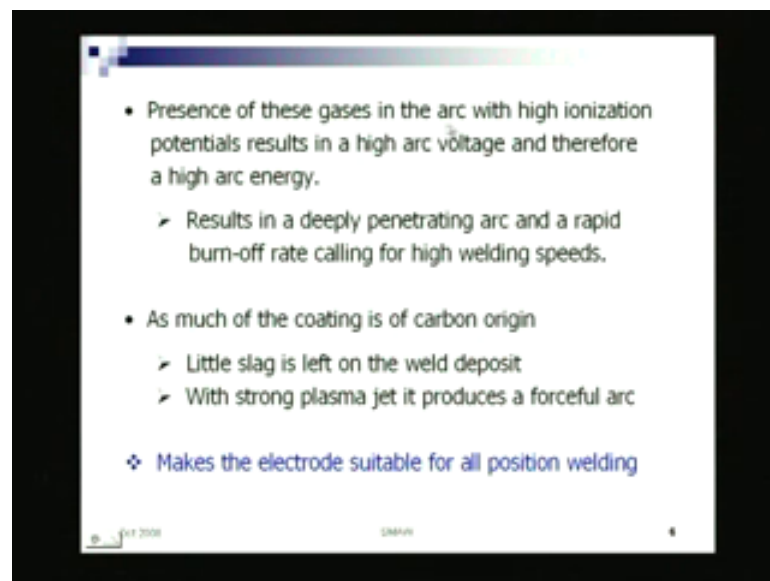 • Presence of these gases in the arc with high ionization
potentials results in a high arc voltage and therefore
a high arc energy.
➢ Results in a deeply penetrating arc and a rapid
burn-off rate calling for high welding speeds.
• As much of the coating is of carbon origin
➢ Little slag is left on the weld deposit
➢ With strong plasma jet it produces a forceful arc
❖ Makes the electrode suitable for all position welding
2008
SMAW